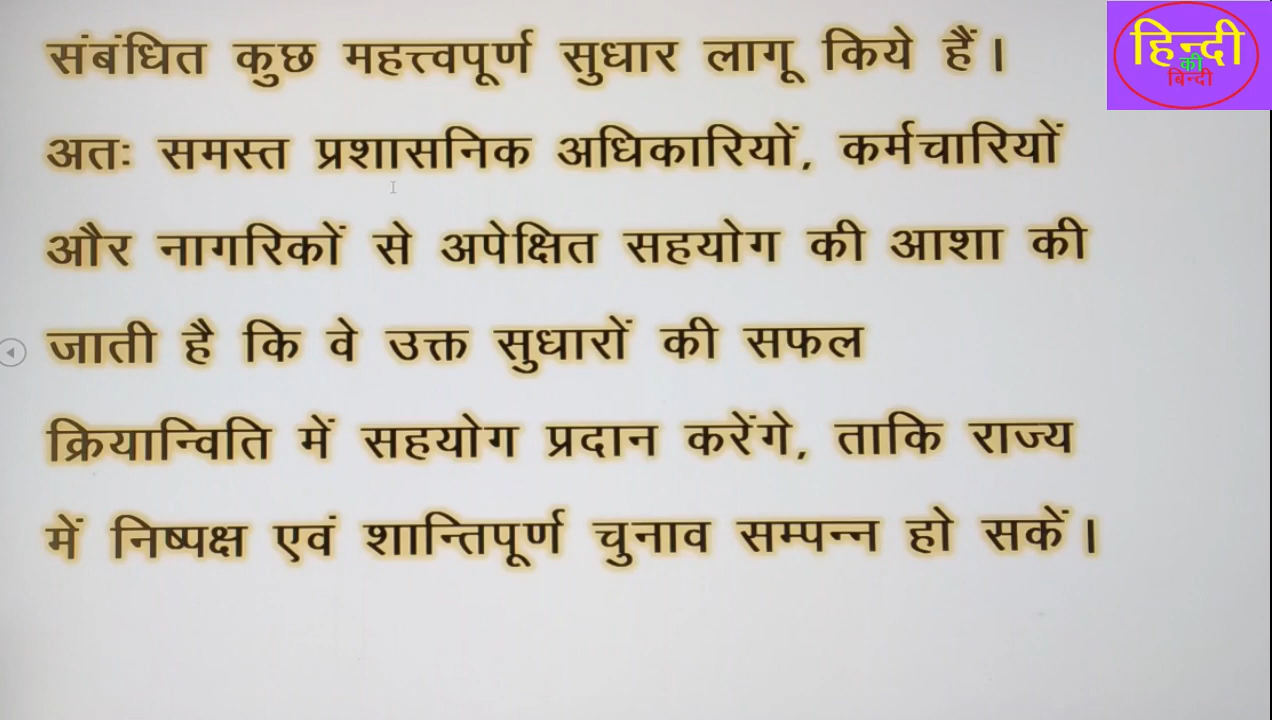 संबंधित कुछ महत्त्वपूर्ण सुधार लागू किये हैं।
अतः समस्त प्रशासनिक अधिकारियों, कर्मचारियों
और नागरिकों से अपेक्षित सहयोग की आशा की
जाती है कि वे उक्त सुधारों की सफल
क्रियान्विति में सहयोग प्रदान करेंगे, ताकि राज्य
में निष्पक्ष एवं शान्तिपूर्ण चुनाव सम्पन्न हो सकें।
हिन्दी
की
बिन्दी